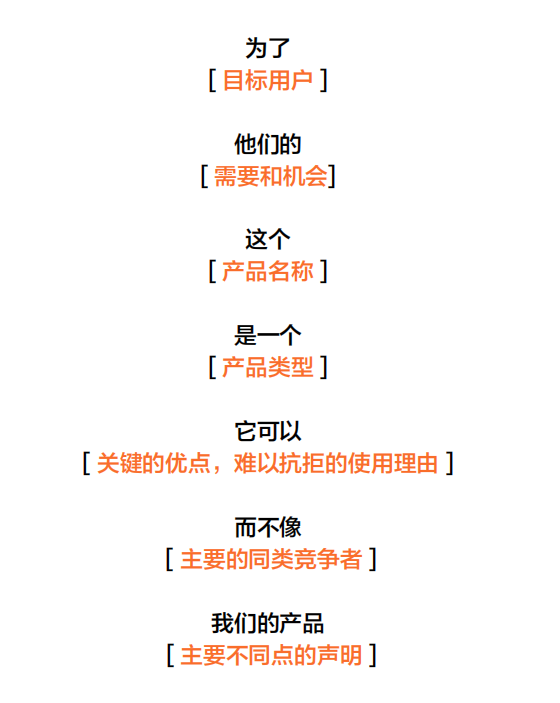 为了
[ 目标用户 ]
他们的
[ 需要和机会]
这个
[ 产品名称 ]
是一个
[ 产品类型 ]
它可以
[ 关键的优点，难以抗拒的使用理由 ]
而不像
[ 主要的同类竞争者 ]
我们的产品
[ 主要不同点的声明 ]